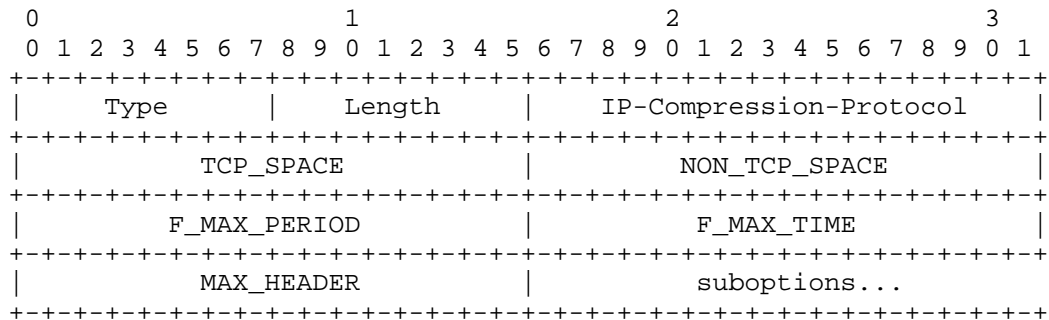 0                   1                   2                   3
 0 1 2 3 4 5 6 7 8 9 0 1 2 3 4 5 6 7 8 9 0 1 2 3 4 5 6 7 8 9 0 1
+-+-+-+-+-+-+-+-+-+-+-+-+-+-+-+-+-+-+-+-+-+-+-+-+-+-+-+-+-+-+-+-+
|     Type      |    Length     |    IP-Compression-Protocol    |
+-+-+-+-+-+-+-+-+-+-+-+-+-+-+-+-+-+-+-+-+-+-+-+-+-+-+-+-+-+-+-+-+
|           TCP_SPACE           |         NON_TCP_SPACE         |
+-+-+-+-+-+-+-+-+-+-+-+-+-+-+-+-+-+-+-+-+-+-+-+-+-+-+-+-+-+-+-+-+
|         F_MAX_PERIOD          |          F_MAX_TIME           |
+-+-+-+-+-+-+-+-+-+-+-+-+-+-+-+-+-+-+-+-+-+-+-+-+-+-+-+-+-+-+-+-+
|           MAX_HEADER          |          suboptions...
+-+-+-+-+-+-+-+-+-+-+-+-+-+-+-+-+-+-+-+-+-+-+-+-+-+-+-+-+-+-+-+-+